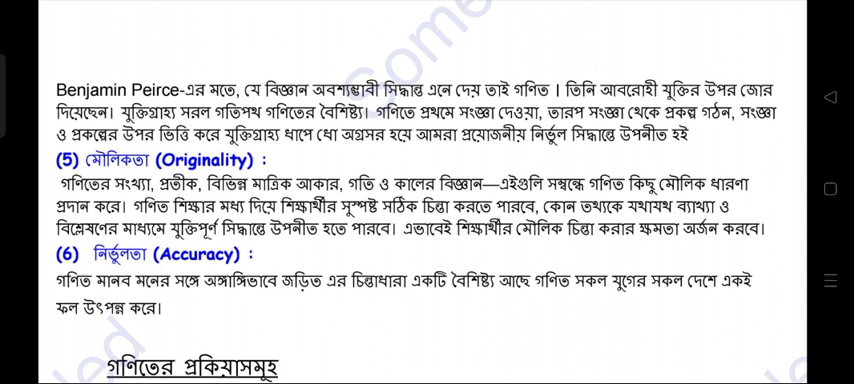 Benjamin Peirce-এর মতে, যে বিজ্ঞান অবশ্যম্ভাবী সিদ্ধান্ত এনে দেয় তাই গণিত । তিনি আবরোহী যুক্তির উপর জোর
দিয়েছেন। যুক্তিগ্রাহ্য সরল গতিপথ গণিতের বৈশিষ্ট্য। গণিতে প্রথমে সংজ্ঞা দেওয়া, তারপ সংজ্ঞা থেকে প্রকল্প গঠন, সংজ্ঞা
ও প্রকল্পের উপর ভিত্তি করে যুক্তিগ্রাহ্য ধাপে ধো অগ্রসর হয়ে আমরা প্রয়োজনীয় নির্ভুল সিদ্ধান্তে উপনীত হই
(5) মৌলিকতা (Originality) :
গণিতের সংখ্যা, প্রতীক, বিভিন্ন মাত্রিক আকার, গতি ও কালের বিজ্ঞান—এইগুলি সম্বন্ধে গণিত কিছু মৌলিক ধারণা
প্রদান করে। গণিত শিক্ষার মধ্য দিয়ে শিক্ষার্থীর সুস্পষ্ট সঠিক চিন্তা করতে পারবে, কোন তথ্যকে যথাযথ ব্যাখ্যা ও
বিশ্লেষণের মাধ্যমে যুক্তিপূর্ণ সিদ্ধান্তে উপনীত হতে পারবে। এভাবেই শিক্ষার্থীর মৌলিক চিন্তা করার ক্ষমতা অর্জন করবে।
(6) নির্ভুলতা (Accuracy) :
গণিত মানব মনের সঙ্গে অঙ্গাঙ্গিভাবে জড়িত এর চিন্তাধারা একটি বৈশিষ্ট্য আছে গণিত সকল যুগের সকল দেশে একই
ফল উৎপন্ন করে।
গণিতের প্রকিয়াসমূহ